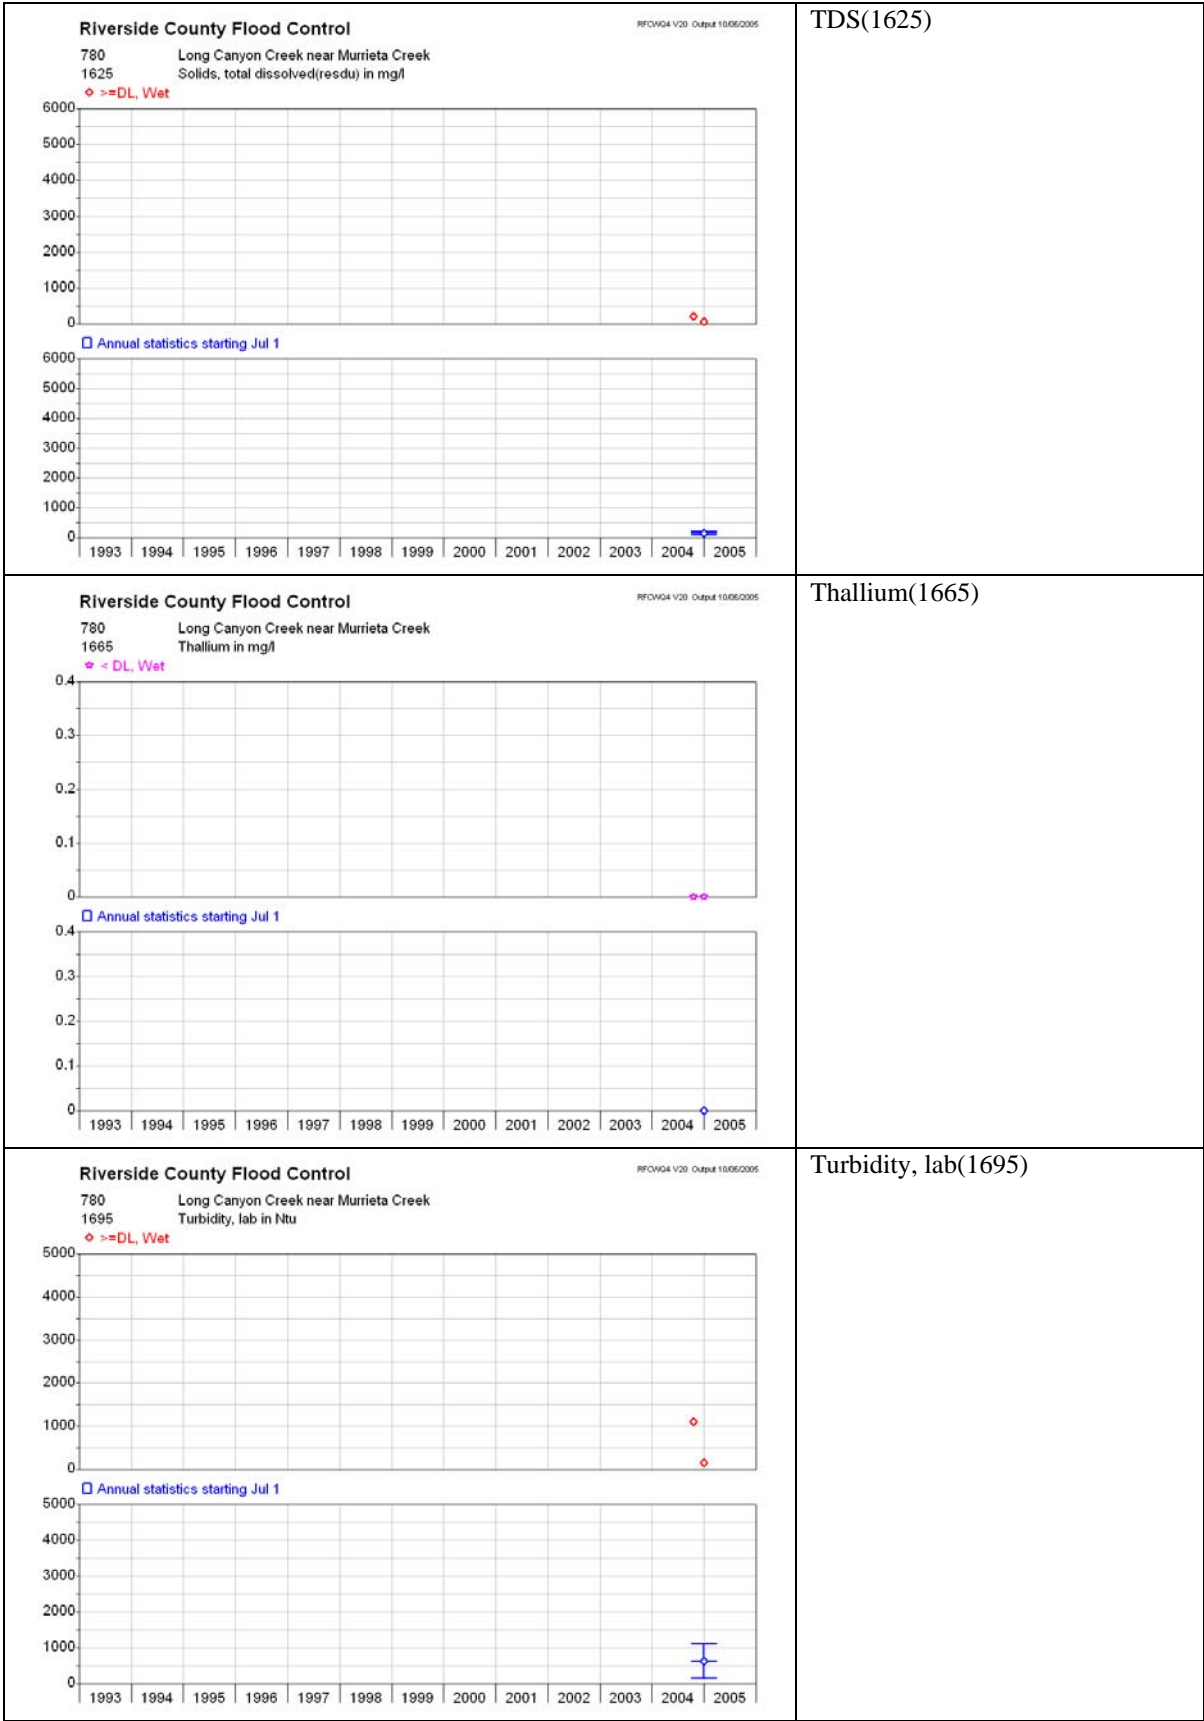 Riverside County Flood Control
RFCWQ4 V20 Output 10/06/2005
780 Long Canyon Creek near Murrieta Creek
1625 Solids, total dissolved(resdu) in mg/l
>=DL, Wet
6000
5000
4000
3000
2000
1000
0
Annual statistics starting Jul 1
6000
5000
4000
3000
2000
1000
0
1993 1994 1995 1996 1997 1998 1999 2000 2001 2002 2003 2004 2005
TDS(1625)
Riverside County Flood Control
RFCWQ4 V20 Output 10/06/2005
780 Long Canyon Creek near Murrieta Creek
1665 Thallium in mg/l
< DL, Wet
0.4
0.3
0.2
0.1
0
Annual statistics starting Jul 1
0.4
0.3
0.2
0.1
0
1993 1994 1995 1996 1997 1998 1999 2000 2001 2002 2003 2004 2005
Thallium(1665)
Riverside County Flood Control
RFCWQ4 V20 Output 10/06/2005
780 Long Canyon Creek near Murrieta Creek
1695 Turbidity, lab in Ntu
>=DL, Wet
5000
4000
3000
2000
1000
0
Annual statistics starting Jul 1
5000
4000
3000
2000
1000
0
1993 1994 1995 1996 1997 1998 1999 2000 2001 2002 2003 2004 2005
Turbidity, lab(1695)